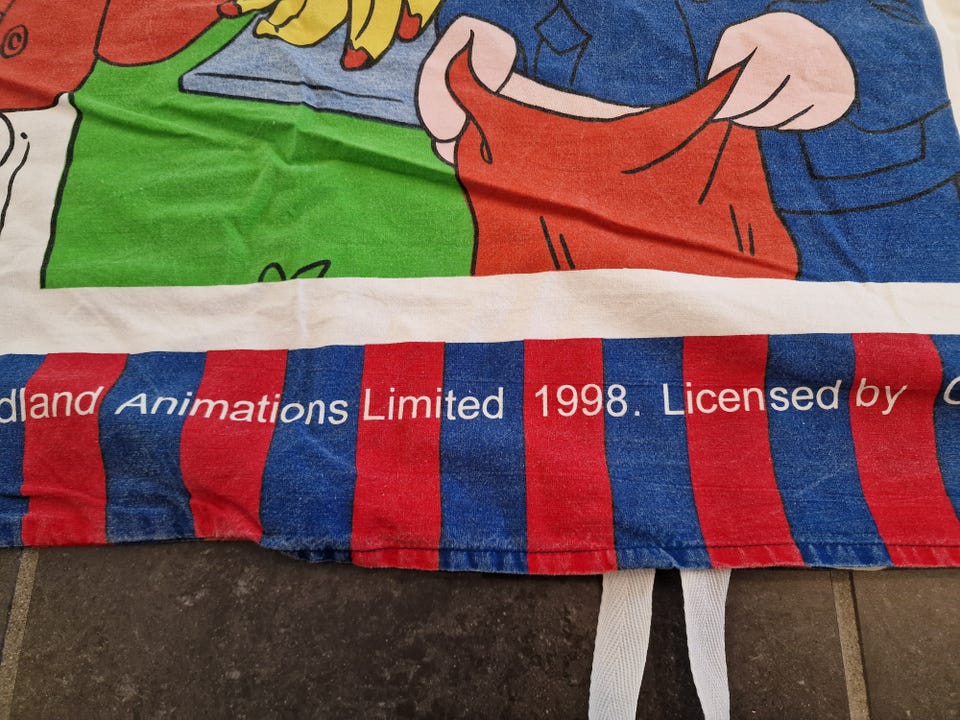 dland Animations Limited 1998. Licensed by
©